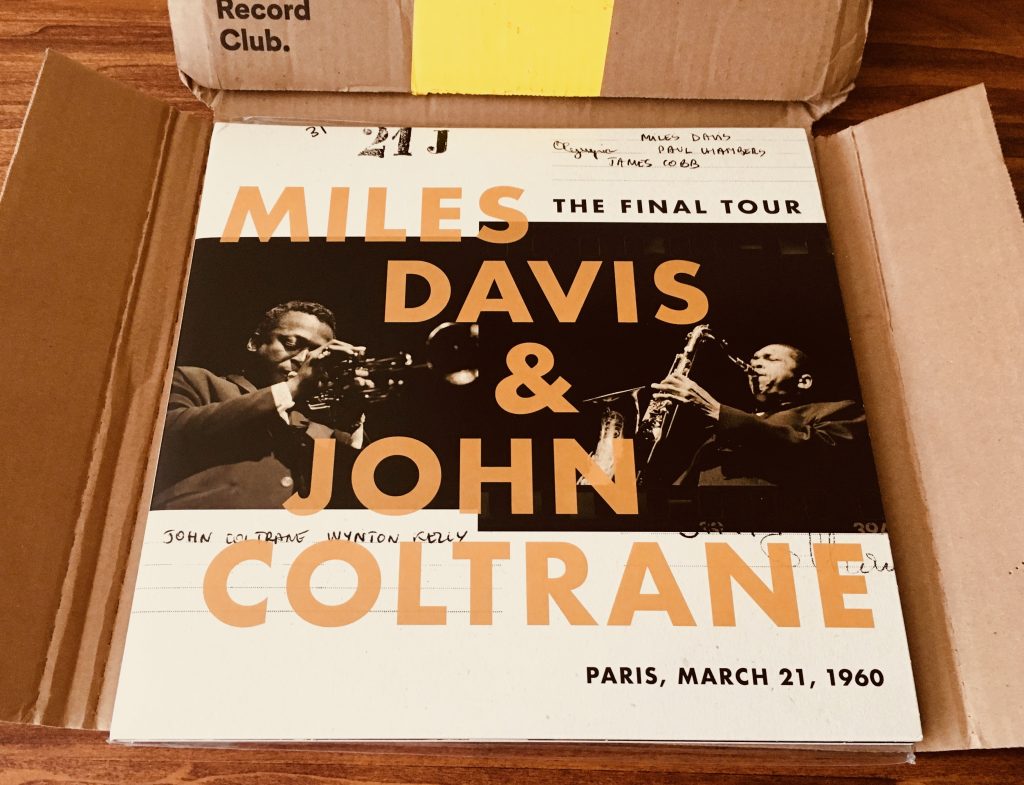 Record
Club.
31
21 J
MILES DAVIS
Olympia PAUL CHAMBERS
JAMES COBB
MILES
THE FINAL TOUR
DAVIS
&
JOHN
JOHN COLTRANE WYNTON KELLY
COLTRANE
PARIS, MARCH 21, 1960